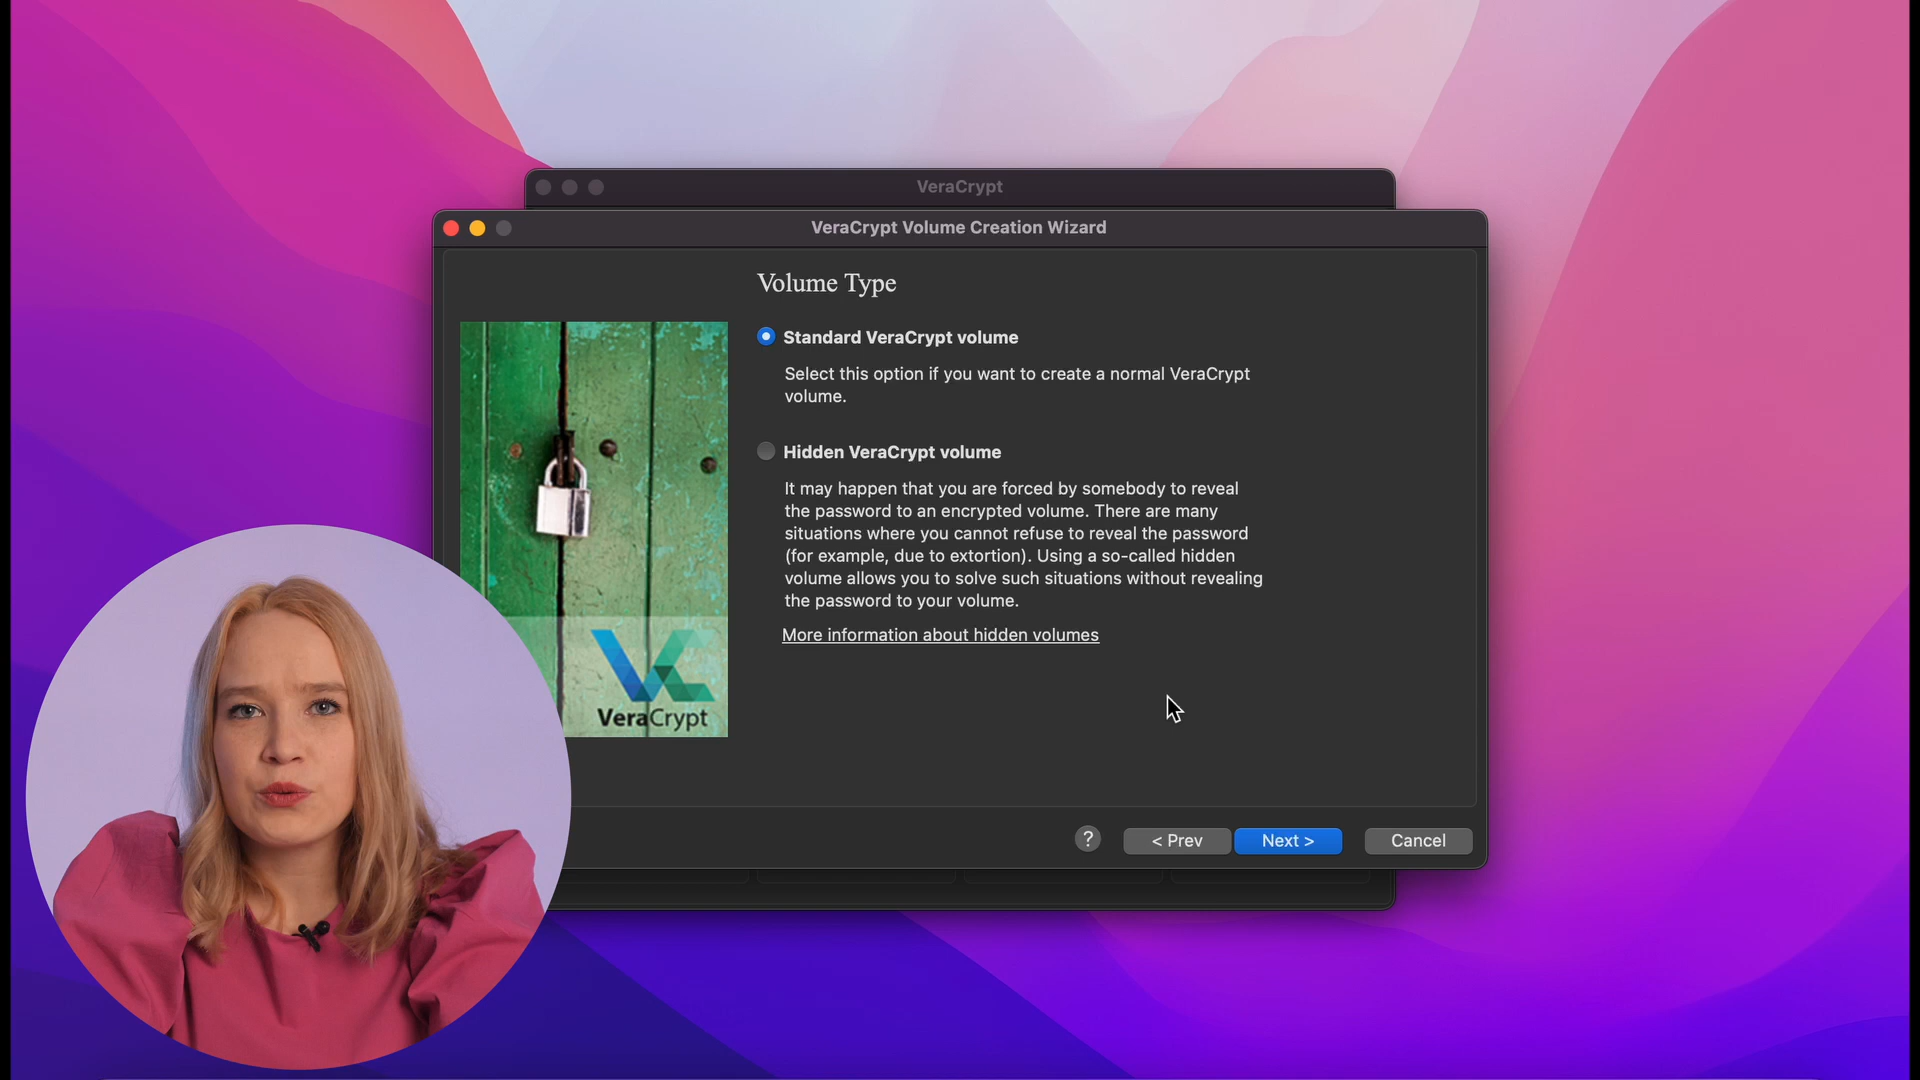 VeraCrypt
VeraCrypt Volume Creation Wizard
Volume Type
Standard VeraCrypt volume
Select this option if you want to create a normal VeraCrypt
volume.
Hidden VeraCrypt volume
It may happen that you are forced by somebody to reveal
the password to an encrypted volume. There are many
situations where you cannot refuse to reveal the password
(for example, due to extortion). Using a so-called hidden
volume allows you to solve such situations without revealing
the password to your volume.
More information about hidden volumes
VeraCrypt
?
< Prev
Next >
Cancel